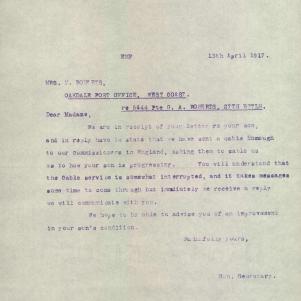 EMF 13th April 1917.
MRS. E. ROBERTS,
OAKDALE POST OFFICE, WEST COAST.
re 5444 Pte G. A. ROBERTS, 27TH BETLN.
Dear Madame,
We are in receipt of your letter re your son,
and in reply have to state that we have sent a cable through
to our Commissioners in England, asking them to cable us
as to how your son is progressing. You will understand that
the Cable service is somewhat interrupted, and it takes messages
some time to come through but immediately we receive a reply
we will communicate with you.
We hope to be able to advise you of an improvement
in your son's condition.
Faithfully yours,
Hon. Secretary.